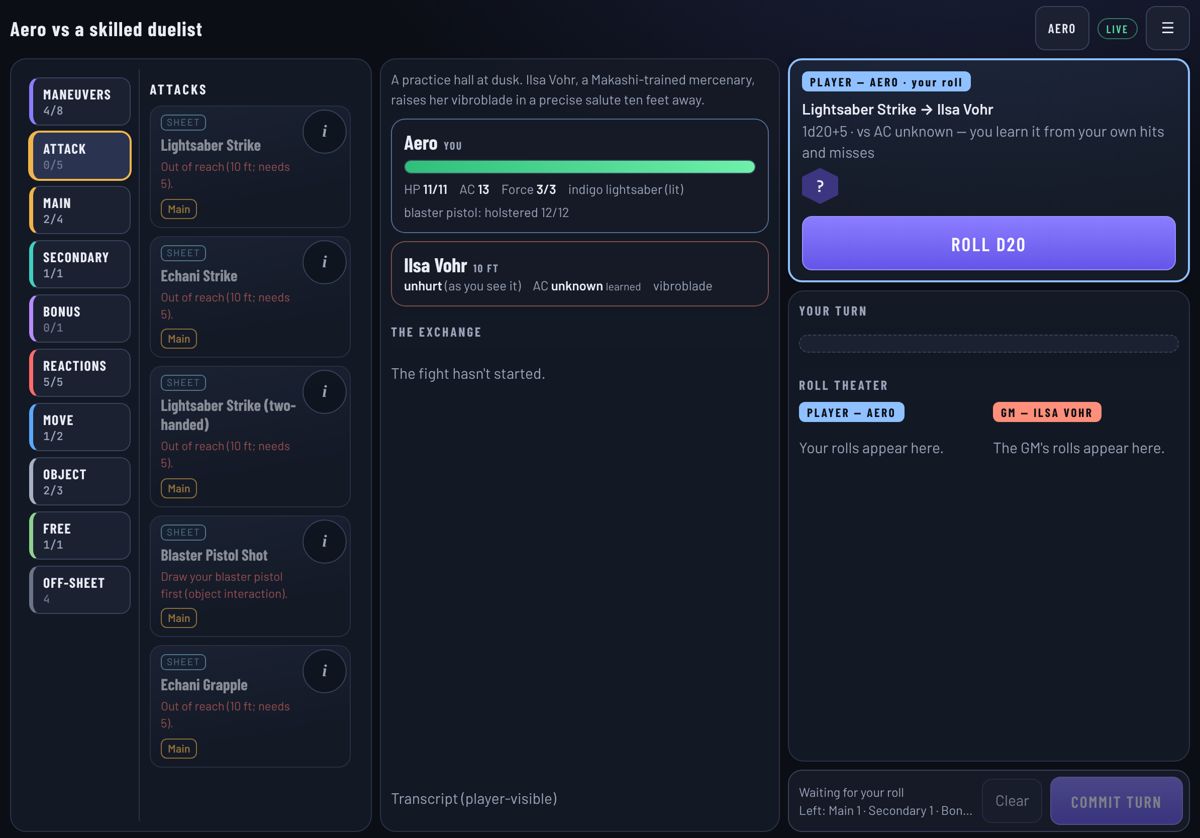 Aero vs a skilled duelist
AERO
LIVE
☰
MANEUVERS
4/8
ATTACK
0/5
MAIN
2/4
SECONDARY
1/1
BONUS
0/1
REACTIONS
5/5
MOVE
1/2
OBJECT
2/3
FREE
1/1
OFF-SHEET
4
ATTACKS
SHEET
i
Lightsaber Strike
Out of reach (10 ft; needs
5).
Main
SHEET
i
Echani Strike
Out of reach (10 ft; needs
5).
Main
SHEET
i
Lightsaber Strike (two-
handed)
Out of reach (10 ft; needs
5).
Main
SHEET
i
Blaster Pistol Shot
Draw your blaster pistol
first (object interaction).
Main
SHEET
i
Echani Grapple
Out of reach (10 ft; needs
5).
Main
A practice hall at dusk. Ilsa Vohr, a Makashi-trained mercenary,
raises her vibroblade in a precise salute ten feet away.
Aero YOU
HP 11/11 AC 13 Force 3/3 indigo lightsaber (lit)
blaster pistol: holstered 12/12
Ilsa Vohr 10 FT
unhurt (as you see it) AC unknown learned vibroblade
THE EXCHANGE
The fight hasn't started.
Transcript (player-visible)
PLAYER — AERO · your roll
Lightsaber Strike → Ilsa Vohr
1d20+5 · vs AC unknown — you learn it from your own hits
and misses
?
ROLL D20
YOUR TURN
ROLL THEATER
PLAYER — AERO
GM — ILSA VOHR
Your rolls appear here.
The GM's rolls appear here.
Waiting for your roll
Left: Main 1 · Secondary 1 · Bon...
Clear
COMMIT TURN